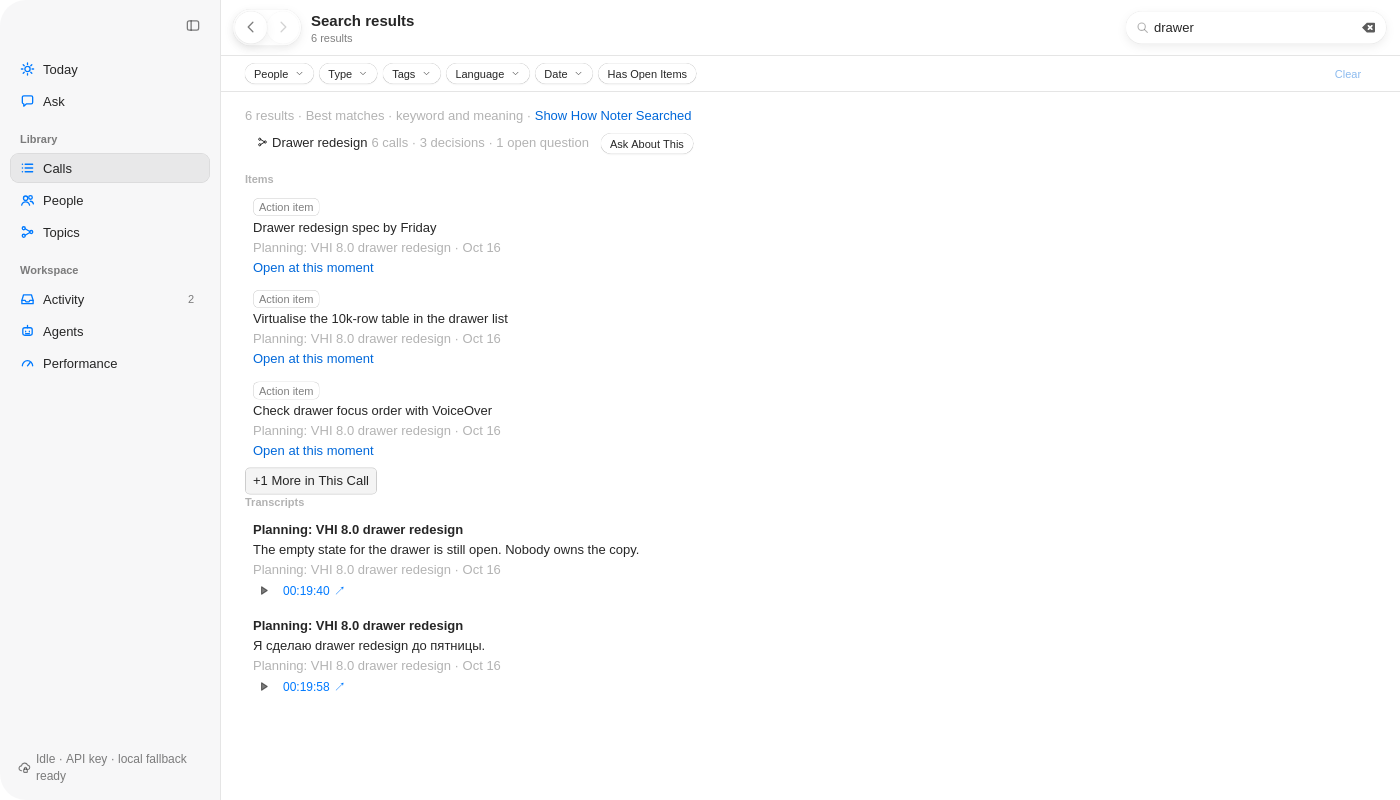 Search results
6 results
drawer
Today
Ask
Library
Calls
People
Topics
Workspace
Activity 2
Agents
Performance
Idle · API key · local fallback
ready
People Type Tags Language Date Has Open Items Clear
6 results · Best matches · keyword and meaning · Show How Noter Searched
Drawer redesign 6 calls · 3 decisions · 1 open question Ask About This
Items
Action item
Drawer redesign spec by Friday
Planning: VHI 8.0 drawer redesign · Oct 16
Open at this moment
Action item
Virtualise the 10k-row table in the drawer list
Planning: VHI 8.0 drawer redesign · Oct 16
Open at this moment
Action item
Check drawer focus order with VoiceOver
Planning: VHI 8.0 drawer redesign · Oct 16
Open at this moment
+1 More in This Call
Transcripts
Planning: VHI 8.0 drawer redesign
The empty state for the drawer is still open. Nobody owns the copy.
Planning: VHI 8.0 drawer redesign · Oct 16
00:19:40
Planning: VHI 8.0 drawer redesign
Я сделаю drawer redesign до пятницы.
Planning: VHI 8.0 drawer redesign · Oct 16
00:19:58